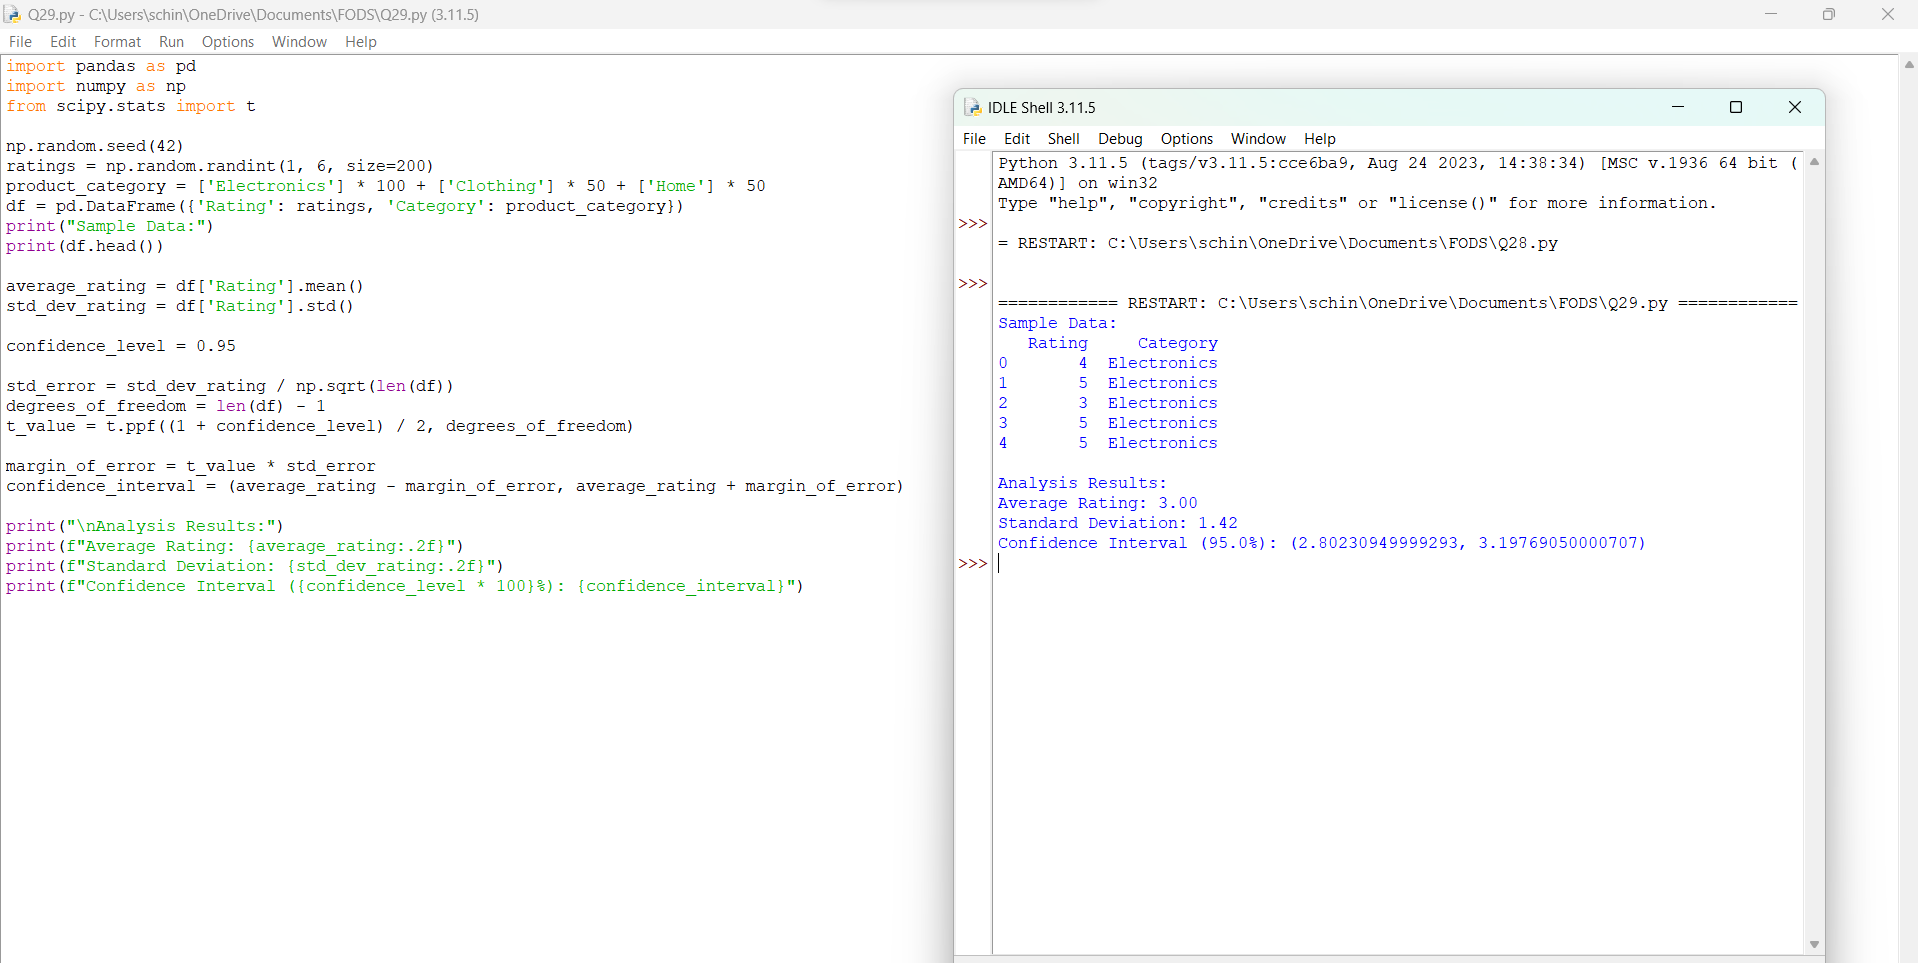 Q29.py - C:\Users\schin\OneDrive\Documents\FODS\Q29.py (3.11.5)
File Edit Format Run Options Window Help
import pandas as pd
import numpy as np
from scipy.stats import t

np.random.seed(42)
ratings = np.random.randint(1, 6, size=200)
product_category = ['Electronics'] * 100 + ['Clothing'] * 50 + ['Home'] * 50
df = pd.DataFrame({'Rating': ratings, 'Category': product_category})
print("Sample Data:")
print(df.head())

average_rating = df['Rating'].mean()
std_dev_rating = df['Rating'].std()

confidence_level = 0.95

std_error = std_dev_rating / np.sqrt(len(df))
degrees_of_freedom = len(df) - 1
t_value = t.ppf((1 + confidence_level) / 2, degrees_of_freedom)

margin_of_error = t_value * std_error
confidence_interval = (average_rating - margin_of_error, average_rating + margin_of_error)

print("\nAnalysis Results:")
print(f"Average Rating: {average_rating:.2f}")
print(f"Standard Deviation: {std_dev_rating:.2f}")
print(f"Confidence Interval ({confidence_level * 100}%): {confidence_interval}")

IDLE Shell 3.11.5
File Edit Shell Debug Options Window Help
Python 3.11.5 (tags/v3.11.5:cce6ba9, Aug 24 2023, 14:38:34) [MSC v.1936 64 bit (
AMD64)] on win32
Type "help", "copyright", "credits" or "license()" for more information.
>>>
= RESTART: C:\Users\schin\OneDrive\Documents\FODS\Q28.py
>>>
============ RESTART: C:\Users\schin\OneDrive\Documents\FODS\Q29.py ============
Sample Data:
   Rating     Category
0       4  Electronics
1       5  Electronics
2       3  Electronics
3       5  Electronics
4       5  Electronics

Analysis Results:
Average Rating: 3.00
Standard Deviation: 1.42
Confidence Interval (95.0%): (2.80230949999293, 3.19769050000707)
>>>